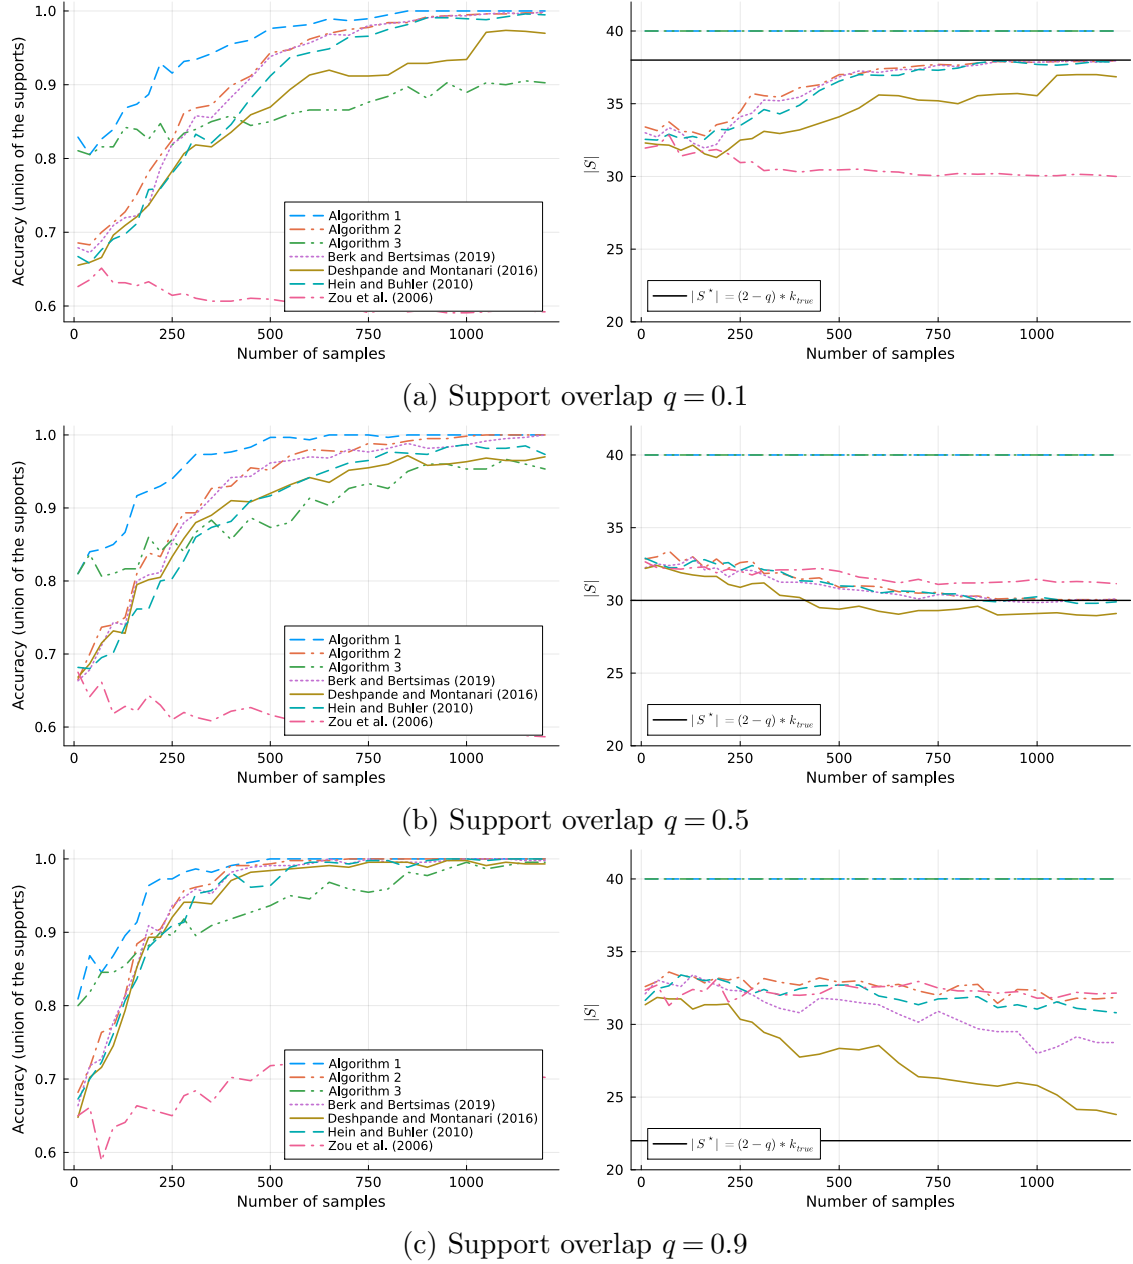 1.0
0.9
0.8
0.7
0.6
Accuracy (union of the supports)
0
250
500
750
1000
Number of samples
Algorithm 1
Algorithm 2
Algorithm 3
Berk and Bertsimas (2019)
Deshpande and Montanari (2016)
Hein and Buhler (2010)
Zou et al. (2006)
40
35
30
25
20
|S|
0
250
500
750
1000
Number of samples
|S*| = (2 − q) * k_true
(a) Support overlap q = 0.1
1.0
0.9
0.8
0.7
0.6
Accuracy (union of the supports)
0
250
500
750
1000
Number of samples
Algorithm 1
Algorithm 2
Algorithm 3
Berk and Bertsimas (2019)
Deshpande and Montanari (2016)
Hein and Buhler (2010)
Zou et al. (2006)
40
35
30
25
20
|S|
0
250
500
750
1000
Number of samples
|S*| = (2 − q) * k_true
(b) Support overlap q = 0.5
1.0
0.9
0.8
0.7
0.6
Accuracy (union of the supports)
0
250
500
750
1000
Number of samples
Algorithm 1
Algorithm 2
Algorithm 3
Berk and Bertsimas (2019)
Deshpande and Montanari (2016)
Hein and Buhler (2010)
Zou et al. (2006)
40
35
30
25
20
|S|
0
250
500
750
1000
Number of samples
|S*| = (2 − q) * k_true
(c) Support overlap q = 0.9